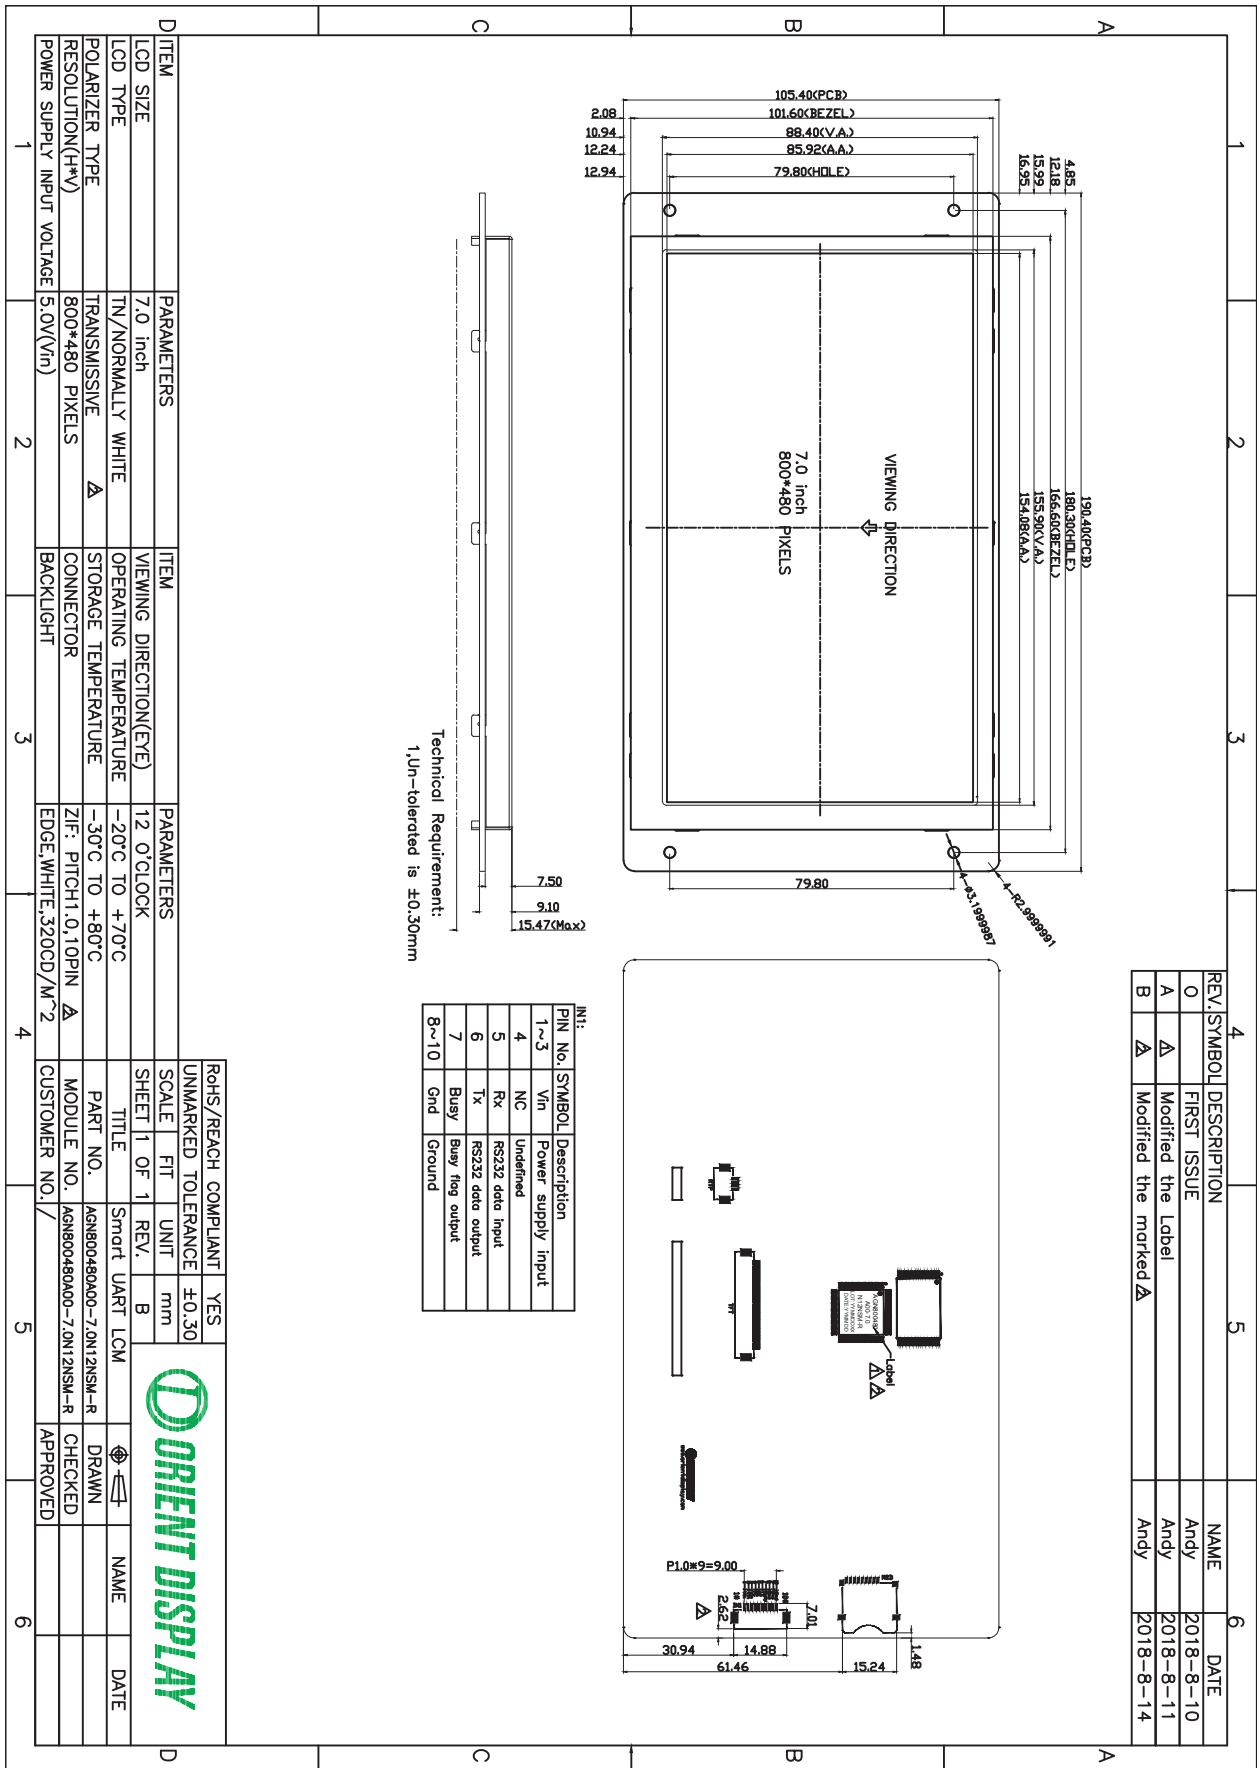 1 2 3 4 5 6
A
B
C
D
REV. SYMBOL DESCRIPTION NAME DATE
O FIRST ISSUE Andy 2018-8-10
A Modified the Label Andy 2018-8-11
B Modified the marked Andy 2018-8-14
190.40(PCB)
180.30(HOLE)
166.60(BEZEL)
155.90(V.A.)
154.08(A.A.)
4.85
12.18
15.99
16.95
105.40(PCB)
101.60(BEZEL)
88.40(V.A.)
85.92(A.A.)
79.80(HOLE)
2.08
10.94
12.24
12.94
VIEWING DIRECTION
7.0 inch
800*480 PIXELS
4-R2.9999991
4-ø3.1999987
79.80
7.50
9.10
15.47(Max)
Technical Requirement:
1,Un-tolerated is ±0.30mm
Label
TFT
RTP
P1.0*9=9.00
2.62
7.01
1.48
30.94
14.88
61.46
15.24
IN1:
PIN No. SYMBOL Description
1~3 Vin Power supply input
4 NC Undefined
5 Rx RS232 data input
6 Tx RS232 data output
7 Busy Busy flag output
8~10 Gnd Ground
ITEM PARAMETERS ITEM PARAMETERS
LCD SIZE 7.0 inch VIEWING DIRECTION(EYE) 12 O'CLOCK
LCD TYPE TN/NORMALLY WHITE OPERATING TEMPERATURE -20°C TO +70°C
POLARIZER TYPE TRANSMISSIVE STORAGE TEMPERATURE -30°C TO +80°C
RESOLUTION(H*V) 800*480 PIXELS CONNECTOR ZIF: PITCH1.0,10PIN
POWER SUPPLY INPUT VOLTAGE 5.0V(Vin) BACKLIGHT EDGE,WHITE,320CD/M^2
RoHS/REACH COMPLIANT YES
UNMARKED TOLERANCE ±0.30
SCALE FIT UNIT mm
SHEET 1 OF 1 REV. B
TITLE Smart UART LCM
PART NO. AGN800480A00-7.0N12NSM-R
MODULE NO. AGN800480A00-7.0N12NSM-R
CUSTOMER NO. /
ORIENT DISPLAY
NAME DATE
DRAWN
CHECKED
APPROVED
1 2 3 4 5 6
A
B
C
D